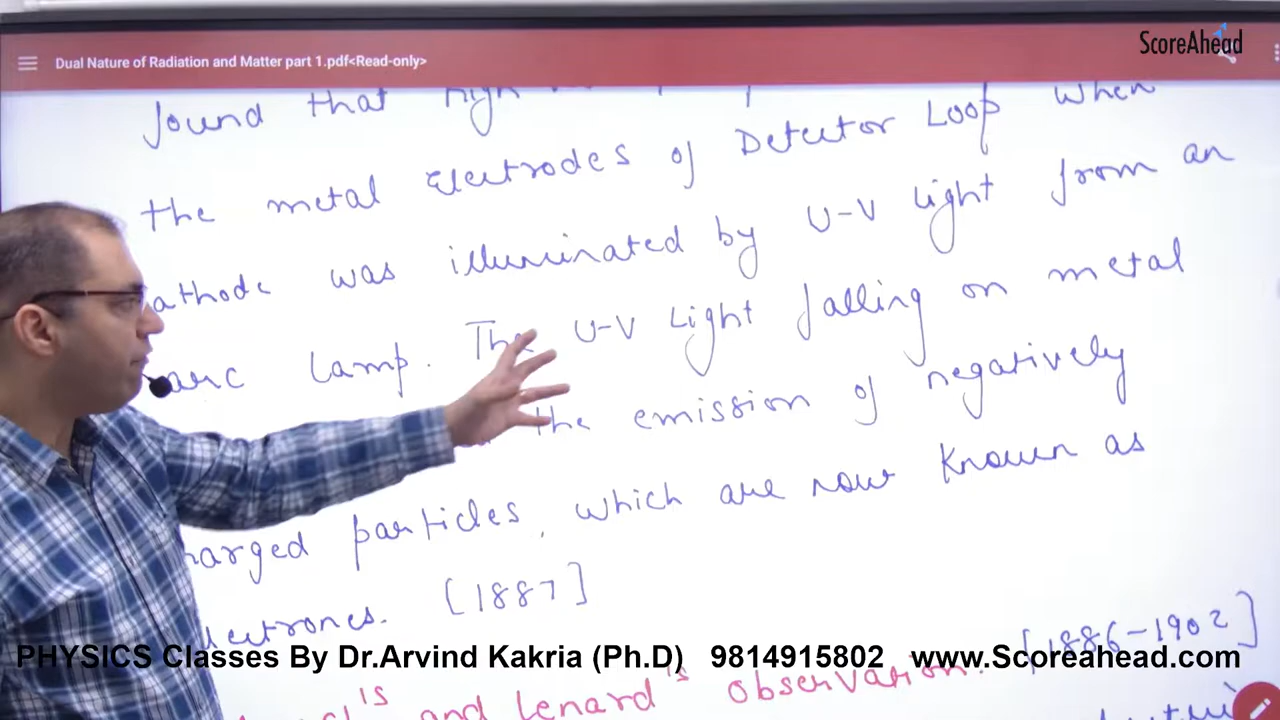 ScoreAhead
Dual Nature of Radiation and Matter part 1.pdf<Read-only>
found that
the metal Electrodes of Detector Loop when
was illuminated by U-V Light from an
arc Lamp. The U-V Light falling on metal
the emission of negatively
particles, which are now known as
[1887]
[1886-1902]
PHYSICS Classes By Dr.Arvind Kakria (Ph.D) 9814915802 www.Scoreahead.com
and Lenard's observation.